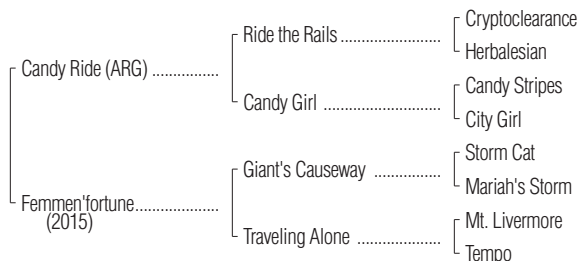 Cryptoclearance
Ride the Rails
Herbalesian
Candy Ride (ARG)
Candy Stripes
Candy Girl
City Girl
Storm Cat
Giant's Causeway
Mariah's Storm
Femmen'fortune
(2015)
Mt. Livermore
Traveling Alone
Tempo